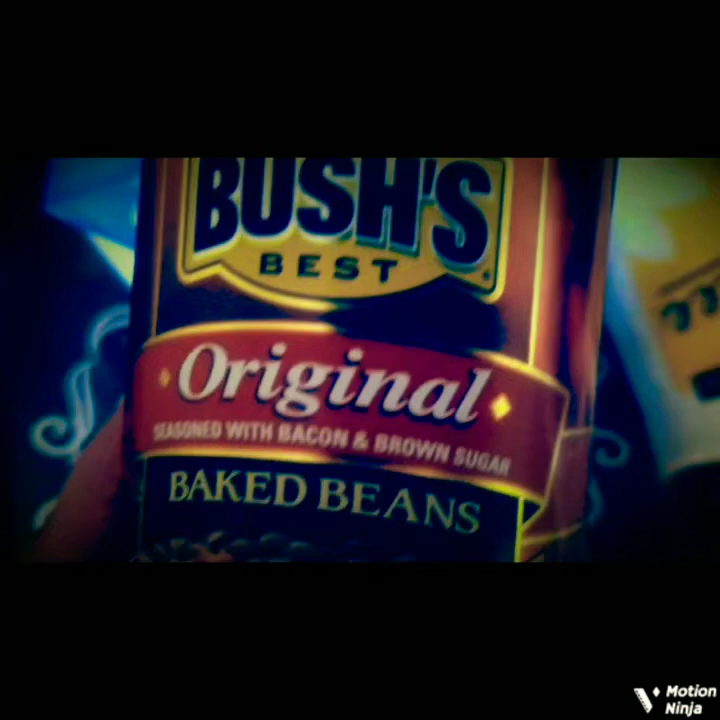 BUSH'S
BEST
Original
SEASONED WITH BACON & BROWN SUGAR
BAKED BEANS
Motion
Ninja